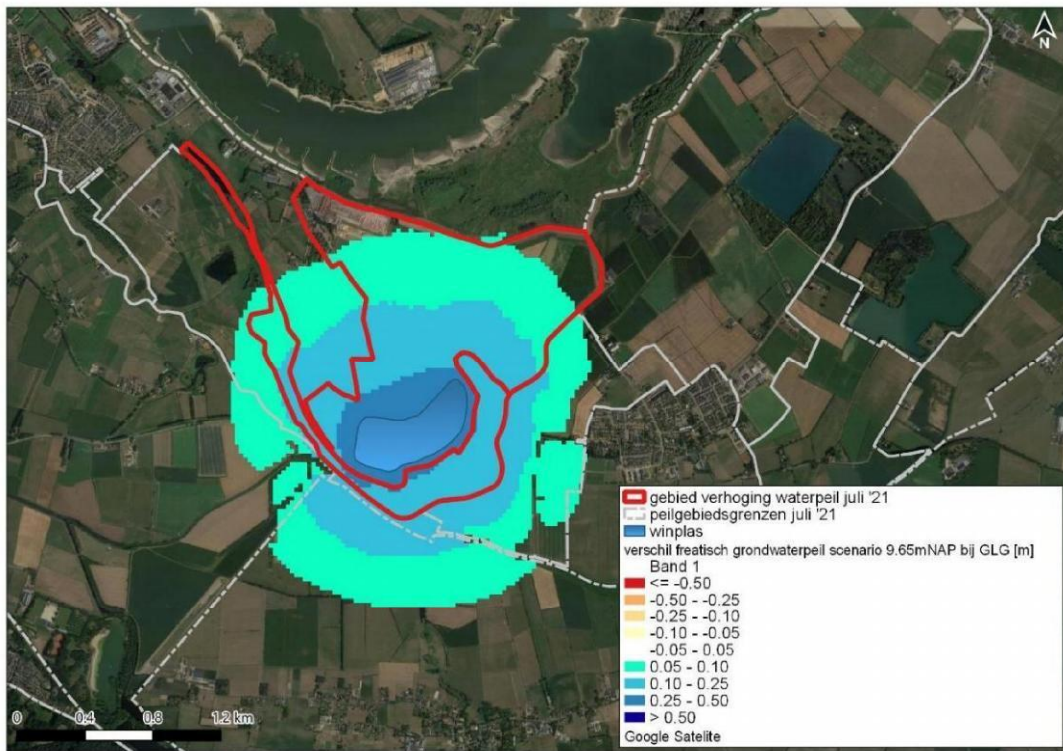 N
gebied verhoging waterpeil juli '21
peilgebiedsgrenzen juli '21
winplas
verschil freatisch grondwaterpeil scenario 9.65mNAP bij GLG [m]
Band 1
<= -0.50
-0.50 - -0.25
-0.25 - -0.10
-0.10 - -0.05
-0.05 - 0.05
0.05 - 0.10
0.10 - 0.25
0.25 - 0.50
> 0.50
Google Satelite
0 0.4 0.8 1.2 km